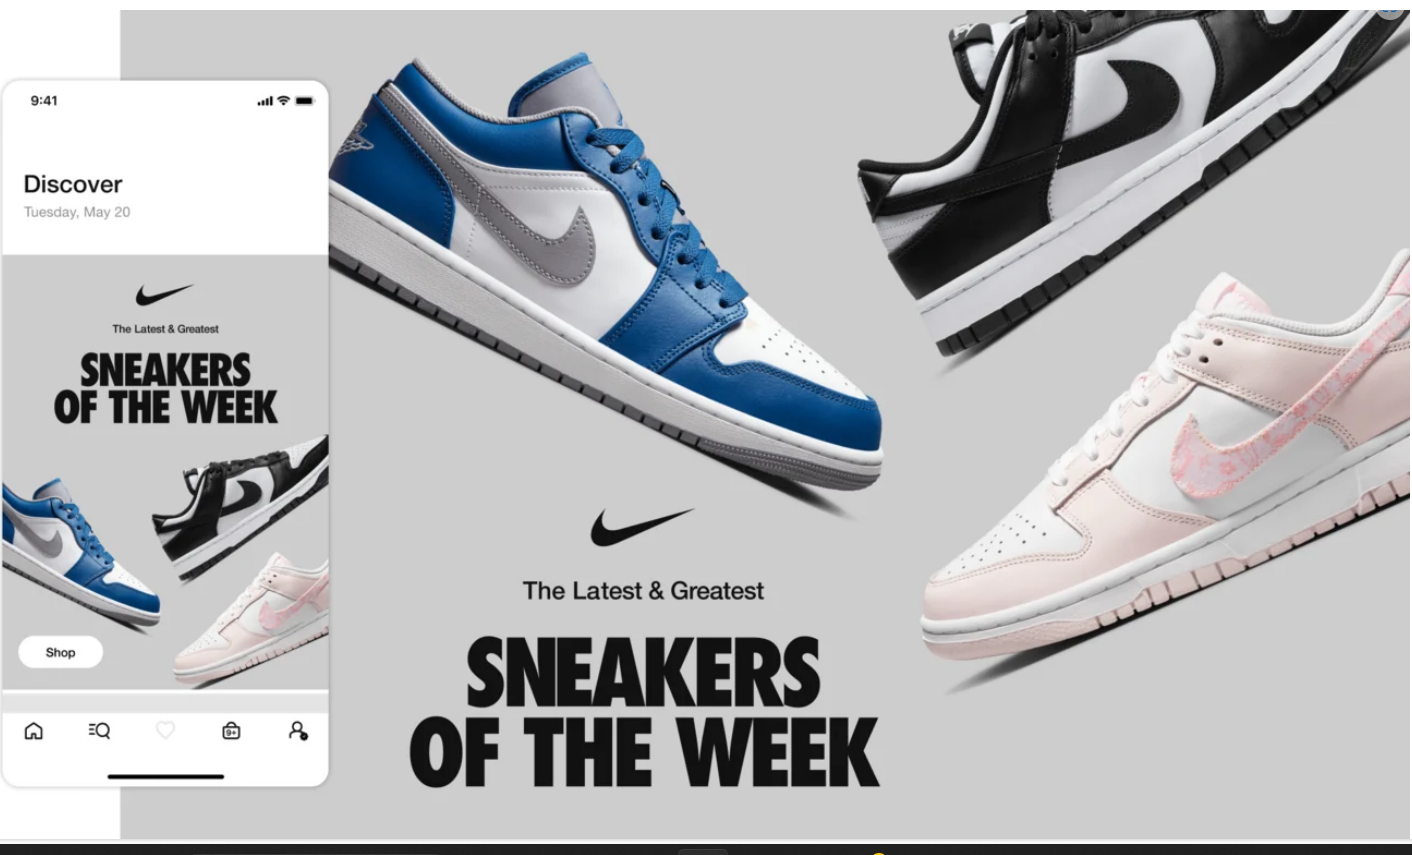 9:41
Discover
Tuesday, May 20
The Latest & Greatest
SNEAKERS
OF THE WEEK
Shop
9+
The Latest & Greatest
SNEAKERS
OF THE WEEK